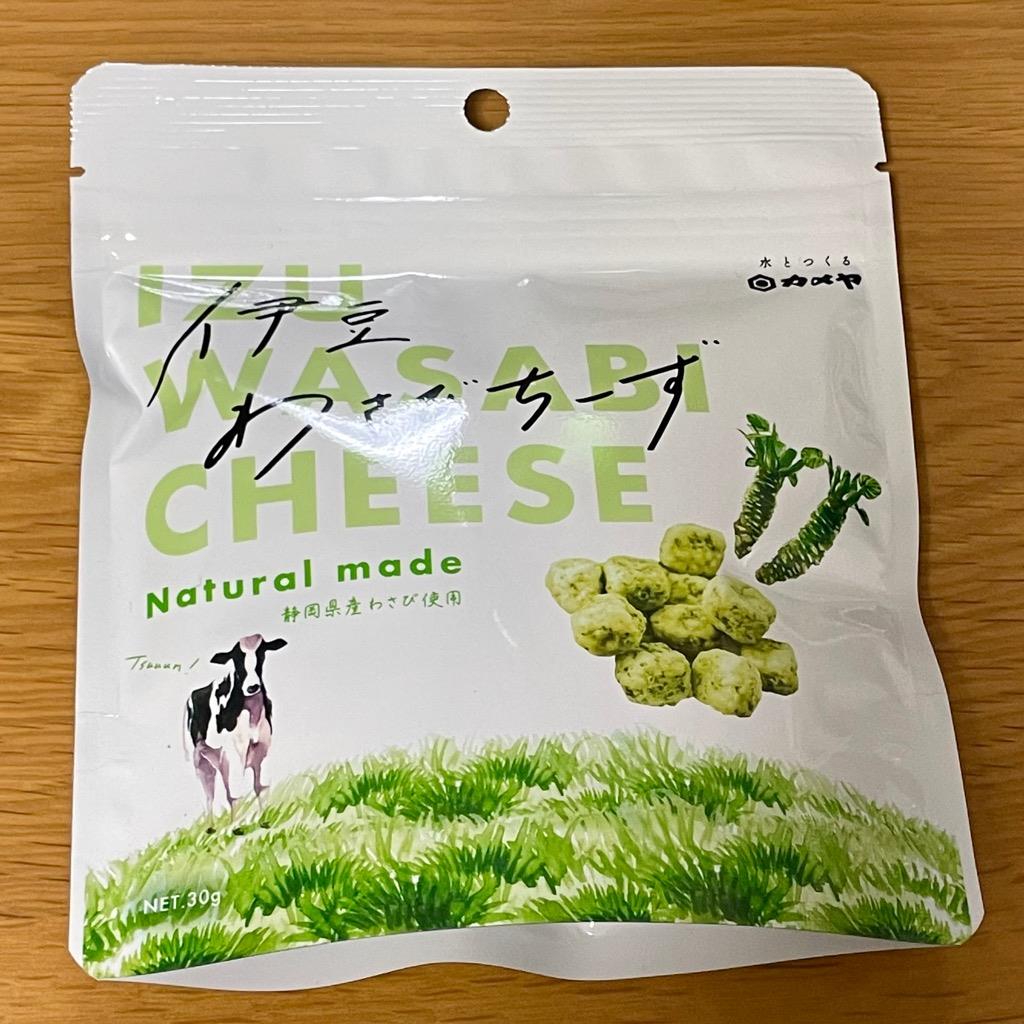 水とつくる
カメヤ
IZU
WASABI
CHEESE
伊豆
わさびちーず
Natural made
静岡県産わさび使用
Tsuuun!
NET.30g